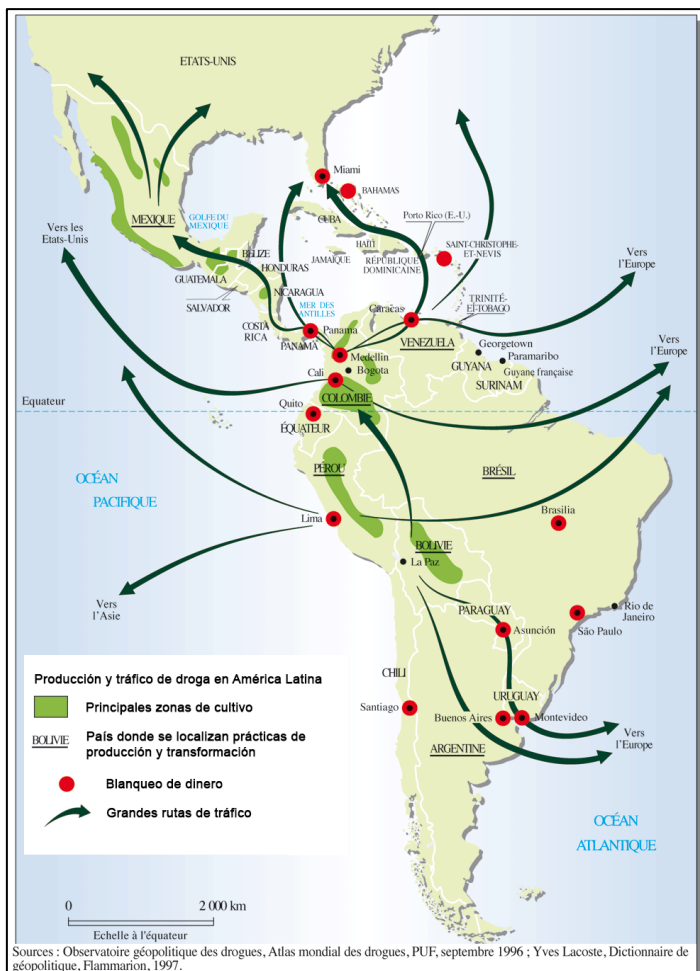 ETATS-UNIS
Miami
BAHAMAS
MEXIQUE
GOLFE DU
MEXIQUE
CUBA
Porto Rico (E.-U.)
Vers les
Etats-Unis
HAÏTI
SAINT-CHRISTOPHE-
ET-NEVIS
Vers
l'Europe
BÉLIZE
JAMAÏQUE
RÉPUBLIQUE
DOMINICAINE
HONDURAS
GUATEMALA
NICARAGUA
SALVADOR
MER DES
ANTILLES
Caracas
TRINITÉ-
ET-TOBAGO
COSTA
RICA
Panama
PANAMÁ
VENEZUELA
Georgetown
Medellin
Paramaribo
Vers
l'Europe
Bogota
GUYANA
Guyane française
Cali
SURINAM
COLOMBIE
Equateur
Quito
ÉQUATEUR
PÉROU
BRÉSIL
OCÉAN
PACIFIQUE
Lima
Brasilia
BOLIVIE
La Paz
Vers
l'Asie
PARAGUAY
Rio de
Janeiro
Asunción
São Paulo
CHILI
Santiago
URUGUAY
Buenos Aires
Montevideo
Vers
l'Europe
ARGENTINE
OCÉAN
ATLANTIQUE
Producción y tráfico de droga en América Latina
Principales zonas de cultivo
BOLIVIE
País donde se localizan prácticas de
producción y transformación
Blanqueo de dinero
Grandes rutas de tráfico
0
2 000 km
Echelle à l'équateur
Sources : Observatoire géopolitique des drogues, Atlas mondial des drogues, PUF, septembre 1996 ; Yves Lacoste, Dictionnaire de
géopolitique, Flammarion, 1997.